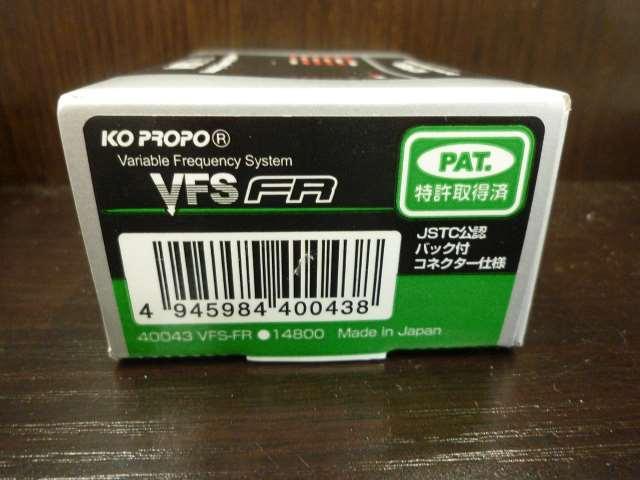 KO PROPO®
Variable Frequency System
VFS FR
PAT.
特許取得済
JSTC公認
バック付
コネクター仕様
4 945984 400438
40043 VFS-FR ●14800 Made In Japan